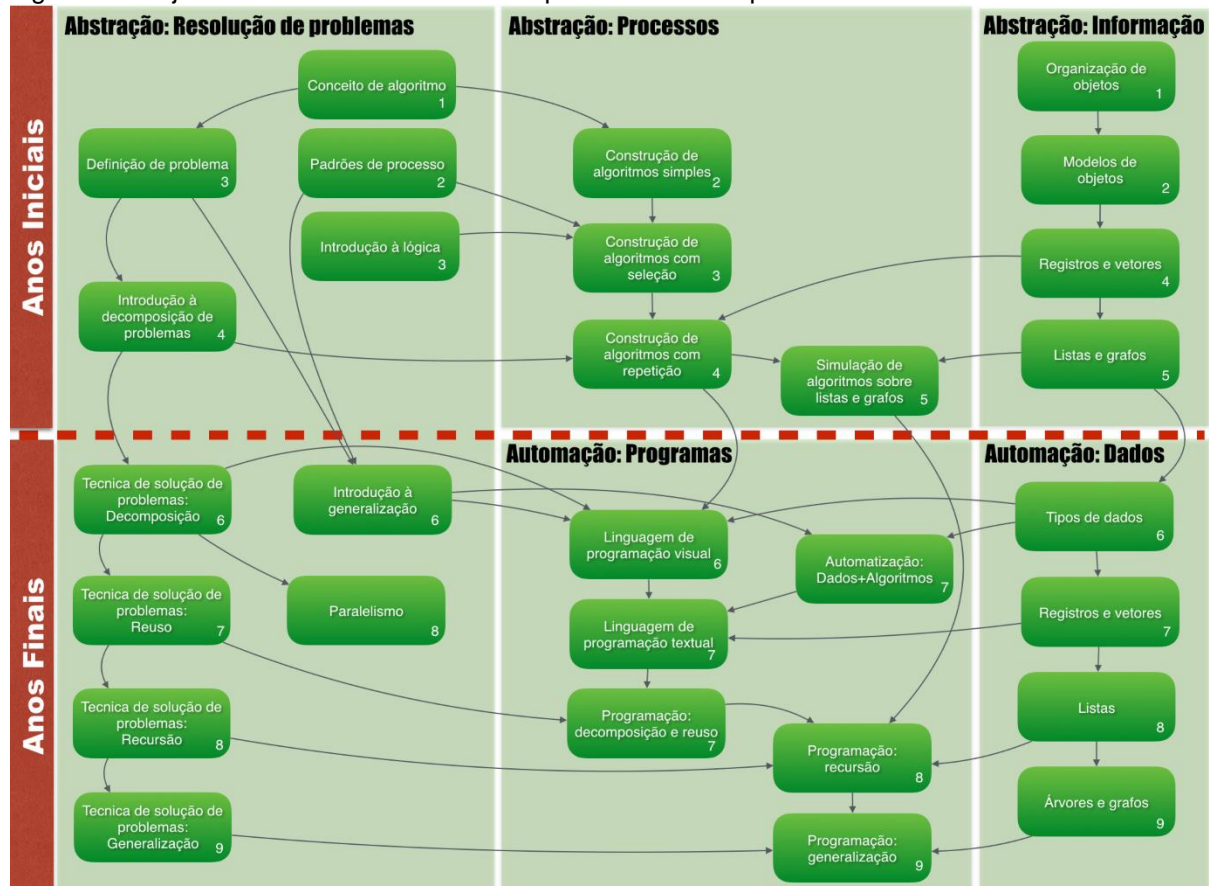 Abstração: Resolução de problemas
Abstração: Processos
Abstração: Informação
Anos Iniciais
Conceito de algoritmo
1
Organização de
objetos
1
Definição de problema
3
Padrões de processo
2
Construção de
algoritmos simples
2
Modelos de
objetos
2
Introdução à lógica
3
Construção de
algoritmos com
seleção
3
Registros e vetores
4
Introdução à
decomposição de
problemas
4
Construção de
algoritmos com
repetição
4
Simulação de
algoritmos sobre
listas e grafos
5
Listas e grafos
5
Anos Finais
Automação: Programas
Automação: Dados
Tecnica de solução de
problemas:
Decomposição
6
Introdução à
generalização
6
Linguagem de
programação visual
6
Automatização:
Dados+Algoritmos
7
Tipos de dados
6
Tecnica de solução de
problemas:
Reuso
7
Paralelismo
8
Linguagem de
programação textual
7
Registros e vetores
7
Tecnica de solução de
problemas:
Recursão
8
Programação:
decomposição e reuso
7
Programação:
recursão
8
Listas
8
Tecnica de solução de
problemas:
Generalização
9
Programação:
generalização
9
Árvores e grafos
9